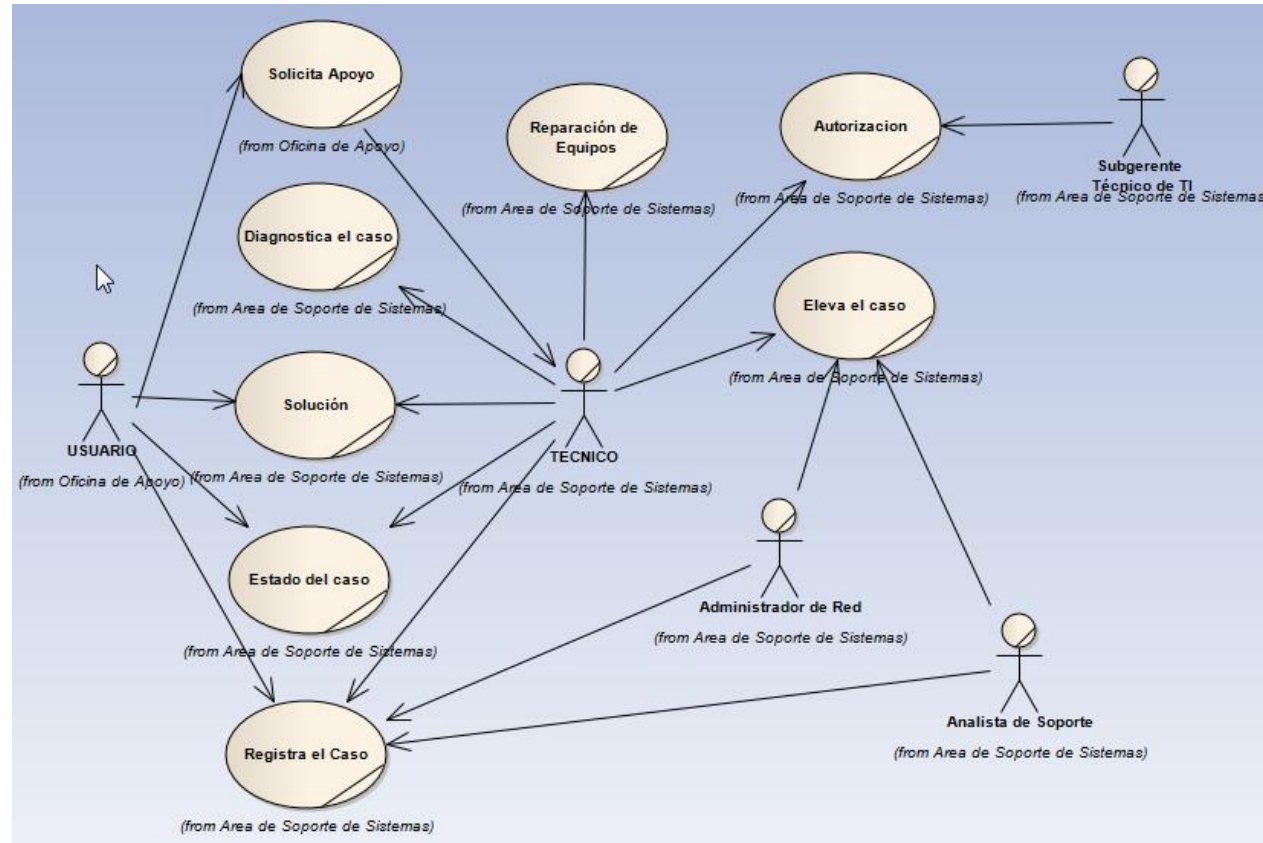 Solicita Apoyo
(from Oficina de Apoyo)
Reparación de
Equipos
(from Area de Soporte de Sistemas)
Autorizacion
(from Area de Soporte de Sistemas)
Subgerente
Técnico de TI
(from Area de Soporte de Sistemas
Diagnostica el caso
(from Area de Soporte de Sistemas)
Eleva el caso
(from Area de Soporte de Sistemas)
USUARIO
(from Oficina de Apoyo)
Solución
(from Area de Soporte de Sistemas)
TECNICO
(from Area de Soporte de Sistemas)
Estado del caso
(from Area de Soporte de Sistemas)
Administrador de Red
(from Area de Soporte de Sistemas)
Analista de Soporte
(from Area de Soporte de Sistemas)
Registra el Caso
(from Area de Soporte de Sistemas)